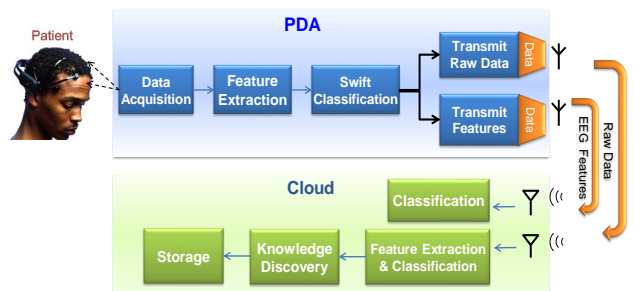 PDA
Patient
Data
Acquisition
Feature
Extraction
Swift
Classification
Transmit
Raw Data
Data
Transmit
Features
Data
Raw Data
EEG Features
Cloud
Classification
Feature Extraction
& Classification
Knowledge
Discovery
Storage